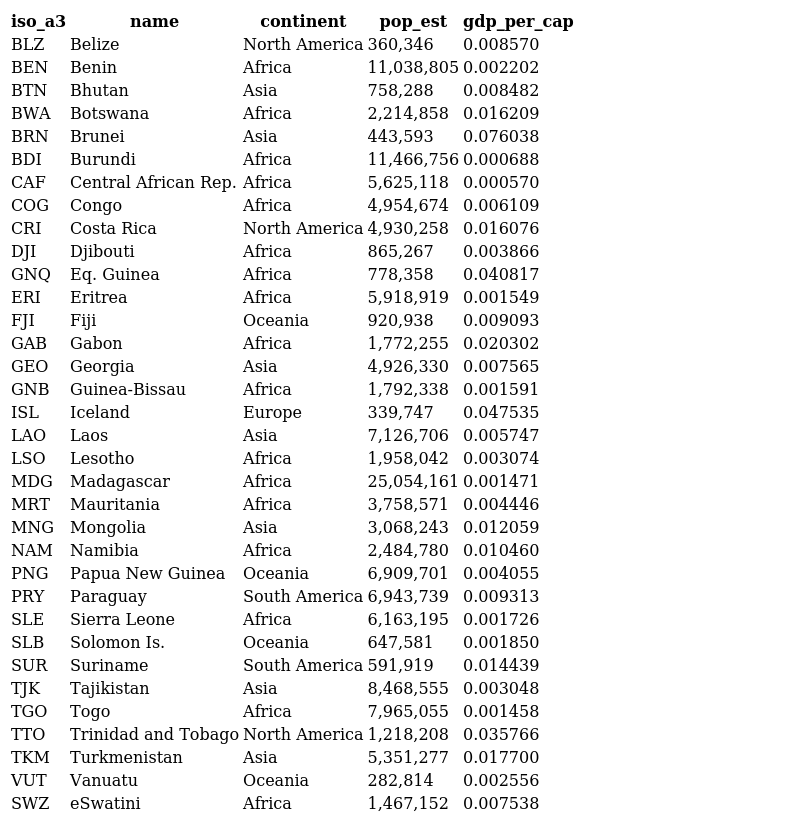 iso_a3 name continent pop_est gdp_per_cap
BLZ Belize North America 360,346 0.008570
BEN Benin Africa 11,038,805 0.002202
BTN Bhutan Asia 758,288 0.008482
BWA Botswana Africa 2,214,858 0.016209
BRN Brunei Asia 443,593 0.076038
BDI Burundi Africa 11,466,756 0.000688
CAF Central African Rep. Africa 5,625,118 0.000570
COG Congo Africa 4,954,674 0.006109
CRI Costa Rica North America 4,930,258 0.016076
DJI Djibouti Africa 865,267 0.003866
GNQ Eq. Guinea Africa 778,358 0.040817
ERI Eritrea Africa 5,918,919 0.001549
FJI Fiji Oceania 920,938 0.009093
GAB Gabon Africa 1,772,255 0.020302
GEO Georgia Asia 4,926,330 0.007565
GNB Guinea-Bissau Africa 1,792,338 0.001591
ISL Iceland Europe 339,747 0.047535
LAO Laos Asia 7,126,706 0.005747
LSO Lesotho Africa 1,958,042 0.003074
MDG Madagascar Africa 25,054,161 0.001471
MRT Mauritania Africa 3,758,571 0.004446
MNG Mongolia Asia 3,068,243 0.012059
NAM Namibia Africa 2,484,780 0.010460
PNG Papua New Guinea Oceania 6,909,701 0.004055
PRY Paraguay South America 6,943,739 0.009313
SLE Sierra Leone Africa 6,163,195 0.001726
SLB Solomon Is. Oceania 647,581 0.001850
SUR Suriname South America 591,919 0.014439
TJK Tajikistan Asia 8,468,555 0.003048
TGO Togo Africa 7,965,055 0.001458
TTO Trinidad and Tobago North America 1,218,208 0.035766
TKM Turkmenistan Asia 5,351,277 0.017700
VUT Vanuatu Oceania 282,814 0.002556
SWZ eSwatini Africa 1,467,152 0.007538